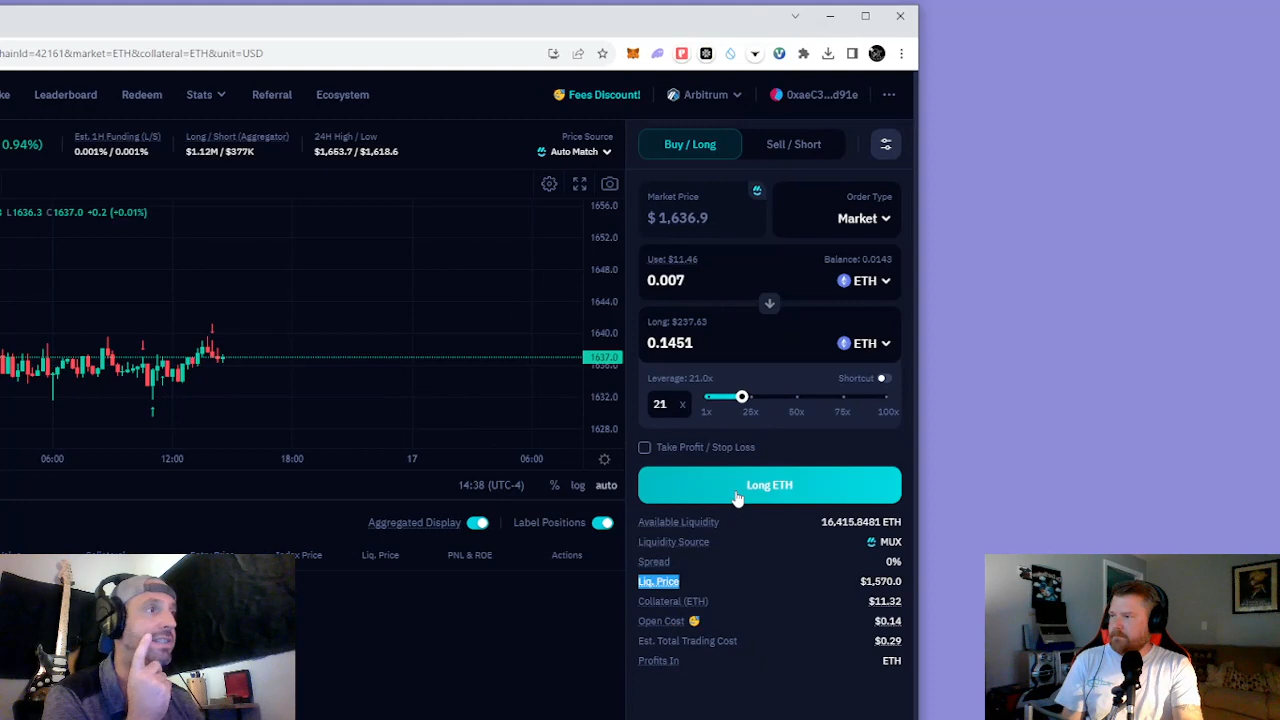 hainId=42161&market=ETH&collateral=ETH&unit=USD
ke Leaderboard Redeem Stats Referral Ecosystem Fees Discount! Arbitrum 0xaeC3...d91e
0.94%) Est. 1H Funding (L/S) Long / Short (Aggregator) 24H High / Low Price Source
0.001% / 0.001% $1.12M / $377K $1,653.7 / $1,618.6 Auto Match
Buy / Long Sell / Short
8 L1636.3 C1637.0 +0.2 (+0.01%)
1656.0
1652.0
1648.0
1644.0
1640.0
1637.0
1636.0
1632.0
1628.0
06:00 12:00 18:00 17 06:00
14:38 (UTC-4) % log auto
Aggregated Display Label Positions
Index Price Liq. Price PNL & ROE Actions
Market Price Order Type
$ 1,636.9 Market
Use: $11.46 Balance: 0.0143
0.007 ETH
Long: $237.63
0.1451 ETH
Leverage: 21.0x Shortcut
21 x
1x 25x 50x 75x 100x
Take Profit / Stop Loss
Long ETH
Available Liquidity 16,415.8481 ETH
Liquidity Source MUX
Spread 0%
Liq. Price $1,570.0
Collateral (ETH) $11.32
Open Cost $0.14
Est. Total Trading Cost $0.29
Profits In ETH